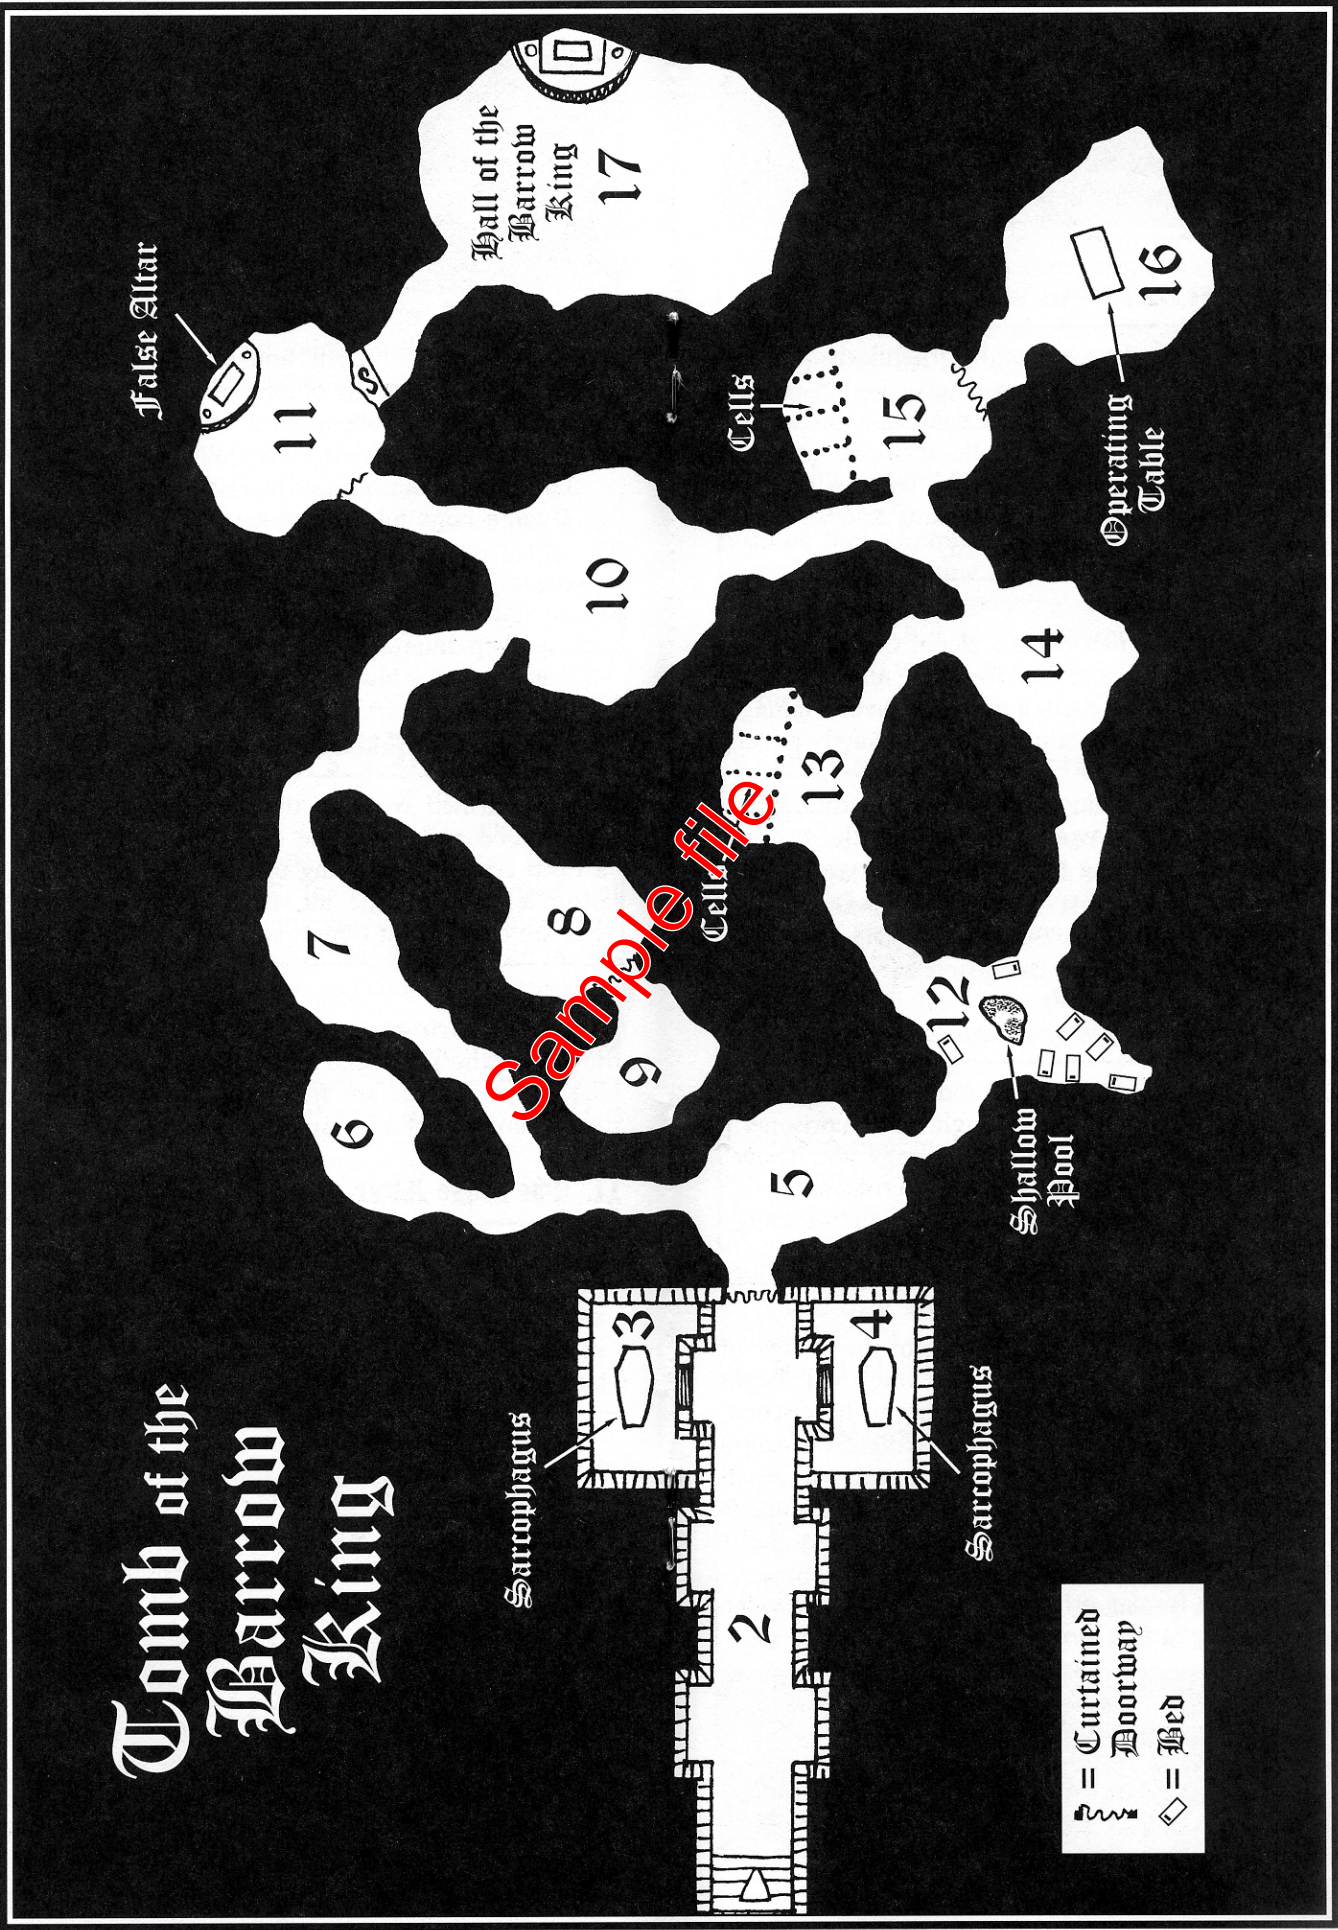 Tomb of the
Barrow
King
False Altar
11
Hall of the
Barrow
King
17
16
Operating
Table
Cells
15
10
14
Cells
13
7
8
9
6
12
Shallow
Pool
5
3
4
Sarcophagus
Sarcophagus
2
S
= Curtained
Doorway
= Bed
Sample file